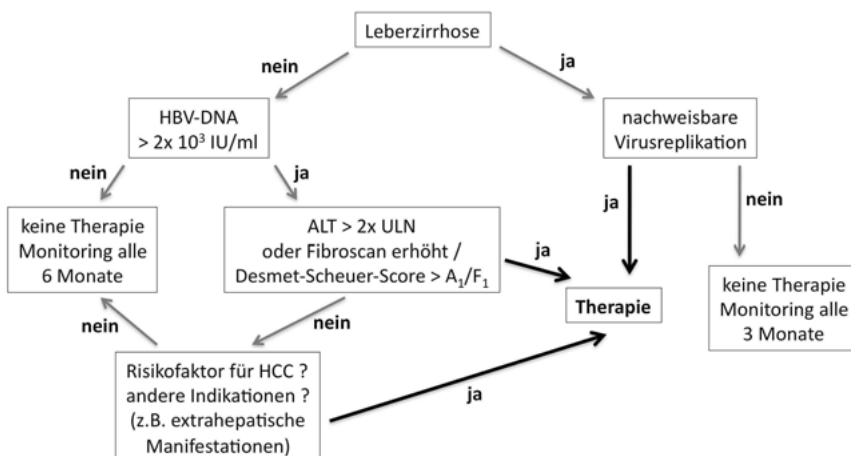 Leberzirrhose
nein
ja
HBV-DNA
> 2x 10³ IU/ml
nachweisbare
Virusreplikation
nein
ja
ja
nein
keine Therapie
Monitoring alle
6 Monate
ALT > 2x ULN
oder Fibroscan erhöht /
Desmet-Scheuer-Score > A₁/F₁
ja
Therapie
keine Therapie
Monitoring alle
3 Monate
nein
nein
Risikofaktor für HCC ?
andere Indikationen ?
(z.B. extrahepatische
Manifestationen)
ja